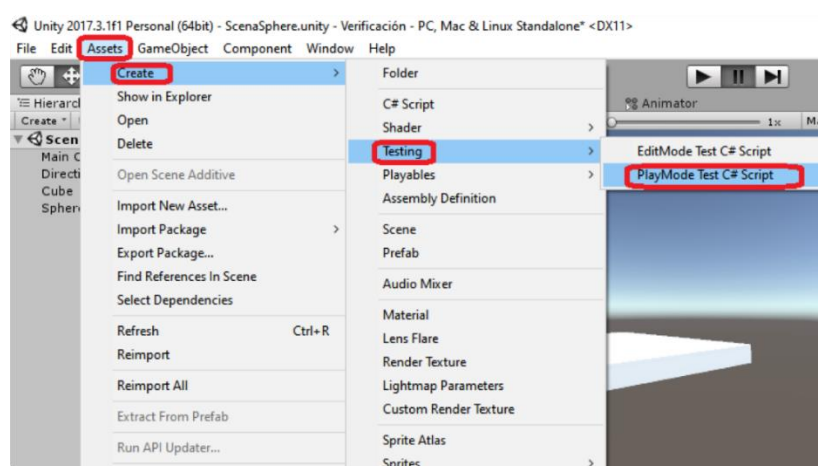 Unity 2017.3.1f1 Personal (64bit) - ScenaSphere.unity - Verificación - PC, Mac & Linux Standalone* <DX11>
File Edit Assets GameObject Component Window Help
Hierarc
Create
Scen
Main C
Directi
Cube
Spher
Create
Show in Explorer
Open
Delete
Open Scene Additive
Import New Asset...
Import Package
Export Package...
Find References In Scene
Select Dependencies
Refresh Ctrl+R
Reimport
Reimport All
Extract From Prefab
Run API Updater...
Folder
C# Script
Shader
Testing
Playables
Assembly Definition
Scene
Prefab
Audio Mixer
Material
Lens Flare
Render Texture
Lightmap Parameters
Custom Render Texture
Sprite Atlas
Sprites
Animator
1x M
EditMode Test C# Script
PlayMode Test C# Script